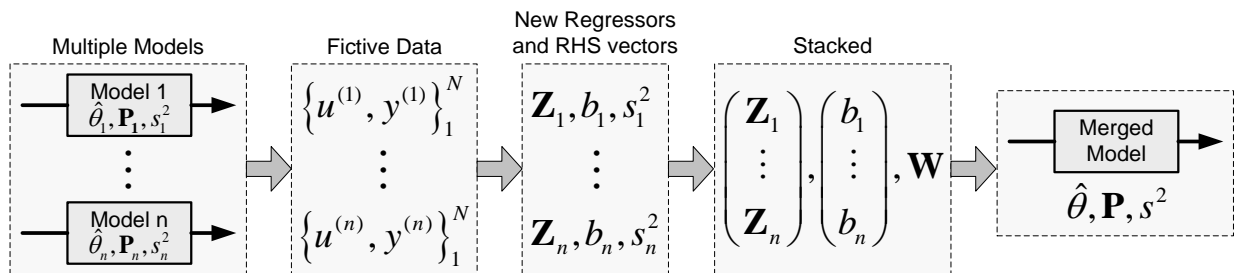 Multiple Models
Model 1
θ̂₁, P₁, s₁²
⋮
Model n
θ̂ₙ, Pₙ, sₙ²
Fictive Data
{u⁽¹⁾, y⁽¹⁾}₁ᴺ
⋮
{u⁽ⁿ⁾, y⁽ⁿ⁾}₁ᴺ
New Regressors
and RHS vectors
Z₁, b₁, s₁²
⋮
Zₙ, bₙ, sₙ²
Stacked
(Z₁ ⋮ Zₙ), (b₁ ⋮ bₙ), W
Merged
Model
θ̂, P, s²